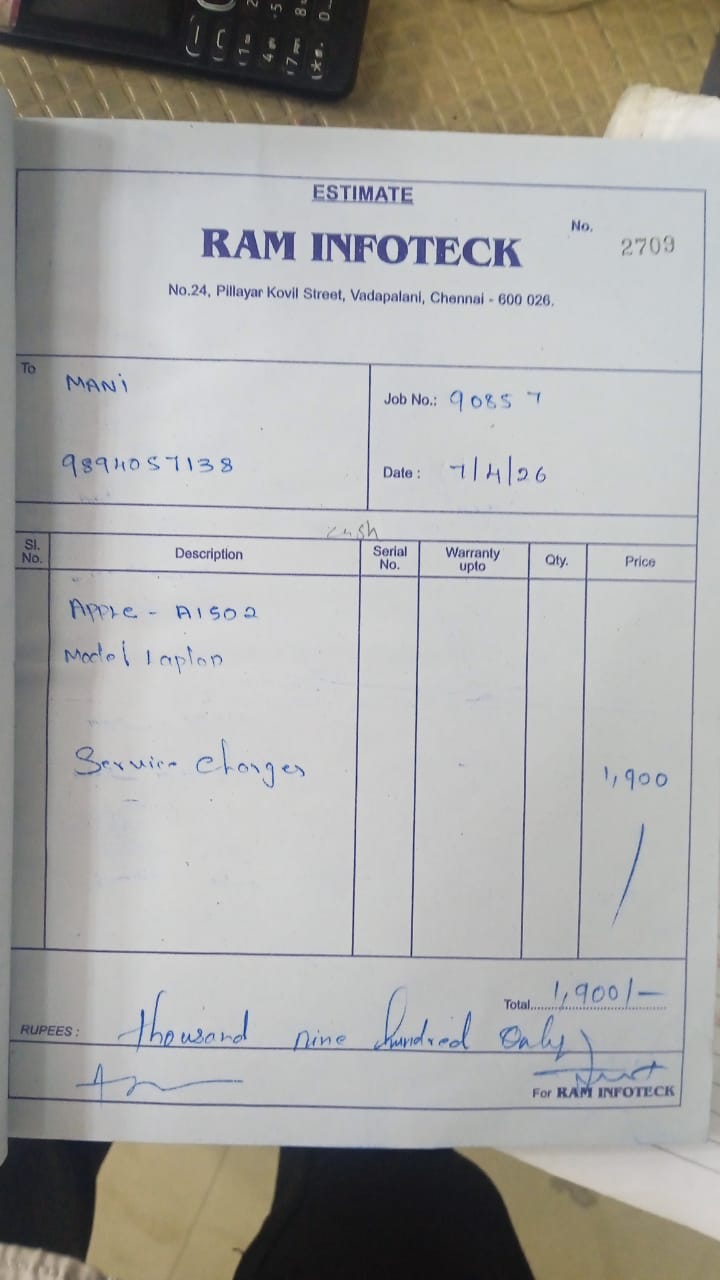 ESTIMATE
No. 2709
RAM INFOTECK
No.24, Pillayar Kovil Street, Vadapalani, Chennai - 600 026.
To
MANi
9894057138
Job No.: 90857
Date : 7/4/26
cash
Sl. No. Description Serial No. Warranty upto Qty. Price
APPLE - A1502
Model laptop
Service Charges 1,900
Total 1,900/-
RUPEES : thousand nine hundred only
For RAM INFOTECK